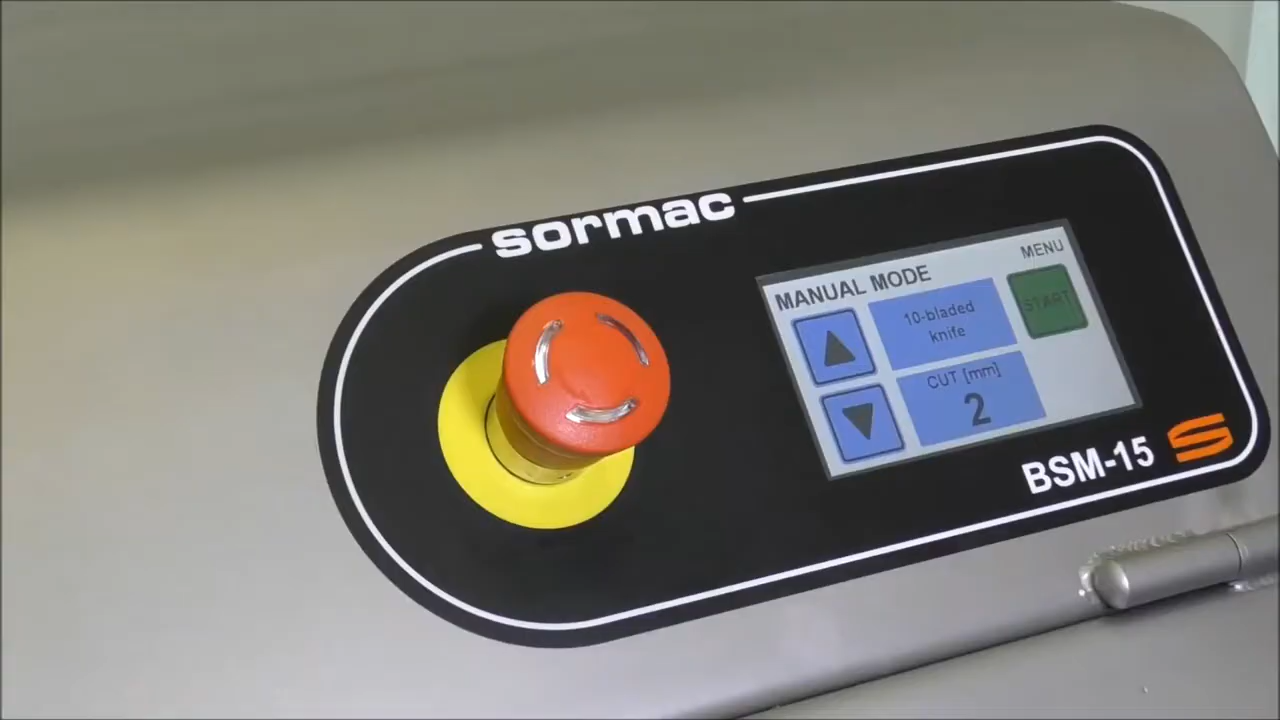 sormac
MENU
MANUAL MODE
START
10-bladed
knife
CUT [mm]
2
BSM-15